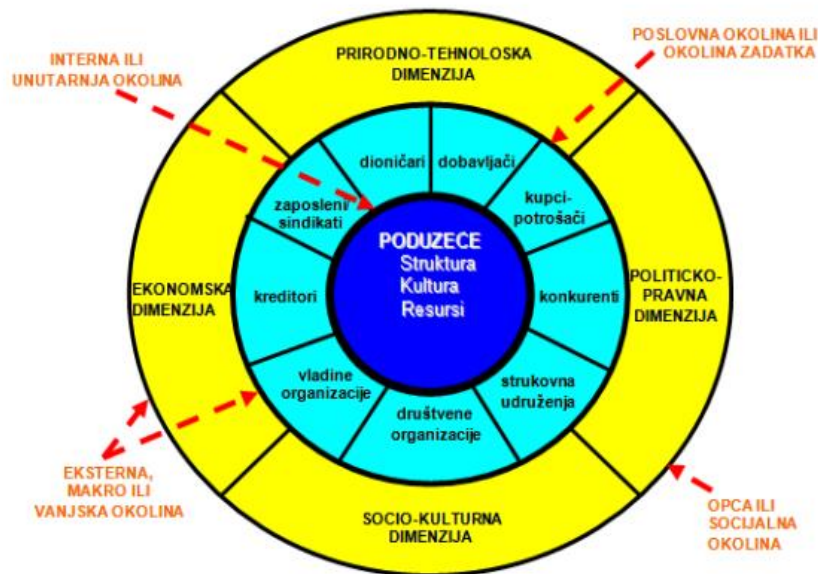 INTERNA ILI
UNUTARNJA OKOLINA
PRIRODNO-TEHNOLOSKA
DIMENZIJA
POSLOVNA OKOLINA ILI
OKOLINA ZADATKA
dioničari
dobavljači
zaposleni/
sindikati
kupci-
potrošači
PODUZECE
Struktura
Kultura
Resursi
EKONOMSKA
DIMENZIJA
kreditori
konkurenti
POLITICKO-
PRAVNA
DIMENZIJA
vladine
organizacije
društvene
organizacije
strukovna
udruženja
EKSTERNA,
MAKRO ILI
VANJSKA OKOLINA
SOCIO-KULTURNA
DIMENZIJA
OPCA ILI
SOCIJALNA
OKOLINA